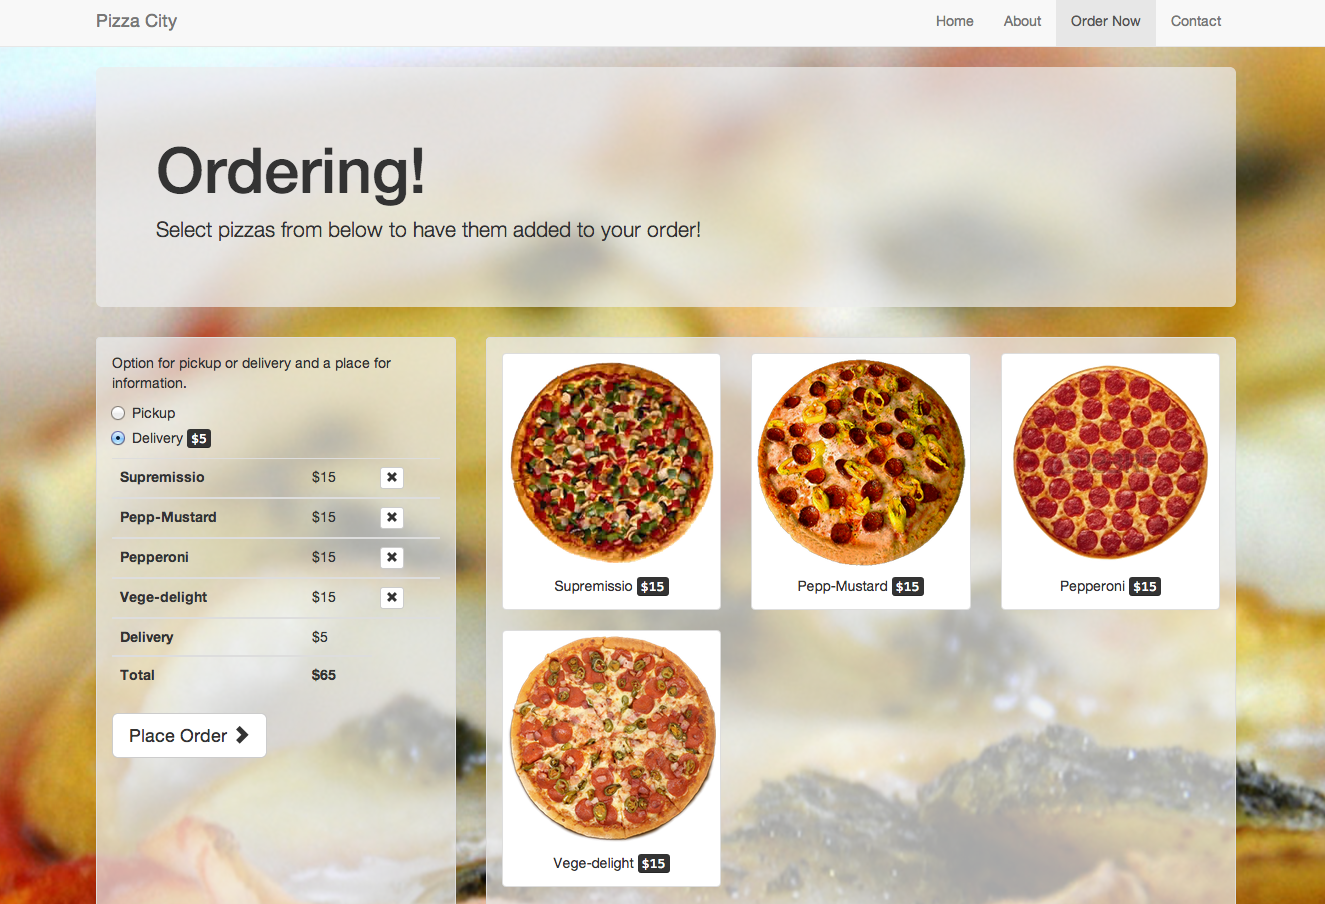 Pizza City
Home About Order Now Contact
Ordering!
Select pizzas from below to have them added to your order!
Option for pickup or delivery and a place for
information.
Pickup
Delivery $5
Supremissio $15 ✖
Pepp-Mustard $15 ✖
Pepperoni $15 ✖
Vege-delight $15 ✖
Delivery $5
Total $65
Place Order
Supremissio $15
Pepp-Mustard $15
Pepperoni $15
Vege-delight $15